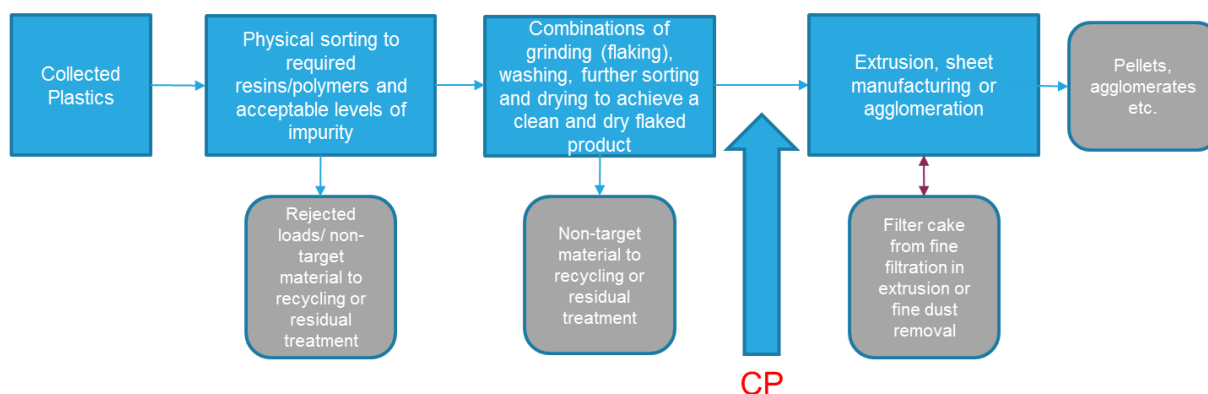 Collected
Plastics
Physical sorting to
required
resins/polymers and
acceptable levels of
impurity
Combinations of
grinding (flaking),
washing, further sorting
and drying to achieve a
clean and dry flaked
product
Extrusion, sheet
manufacturing or
agglomeration
Pellets,
agglomerates
etc.
Rejected
loads/ non-
target
material to
recycling or
residual
treatment
Non-target
material to
recycling or
residual
treatment
Filter cake
from fine
filtration in
extrusion or
fine dust
removal
CP